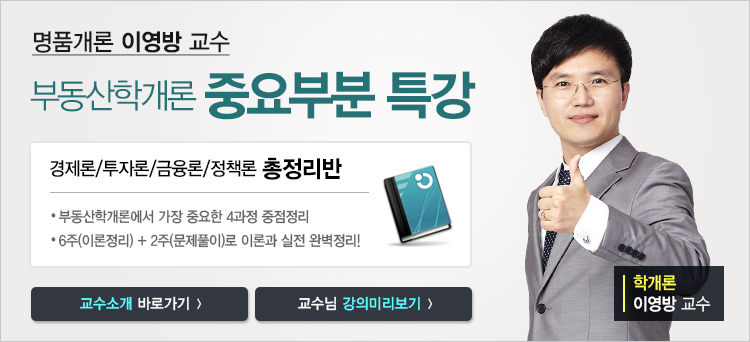 명품개론 이영방 교수
부동산학개론 중요부분 특강
경제론/투자론/금융론/정책론 총정리반
• 부동산학개론에서 가장 중요한 4과정 중점정리
• 6주(이론정리) + 2주(문제풀이)로 이론과 실전 완벽정리!
교수소개 바로가기 〉
교수님 강의미리보기 〉
학개론
이영방 교수